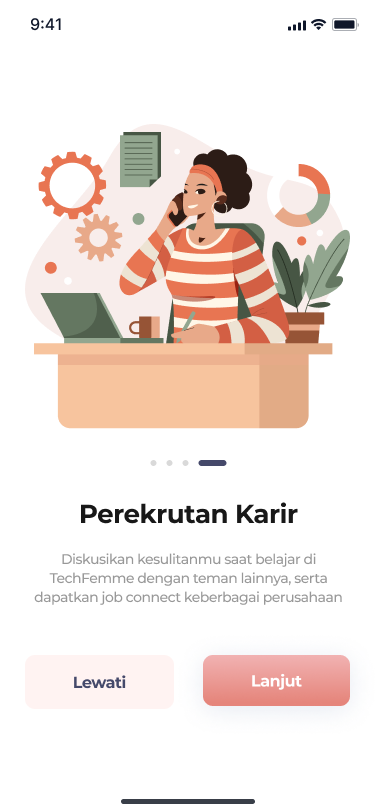 9:41
Perekrutan Karir
Diskusikan kesulitanmu saat belajar di
TechFemme dengan teman lainnya, serta
dapatkan job connect keberbagai perusahaan
Lewati
Lanjut